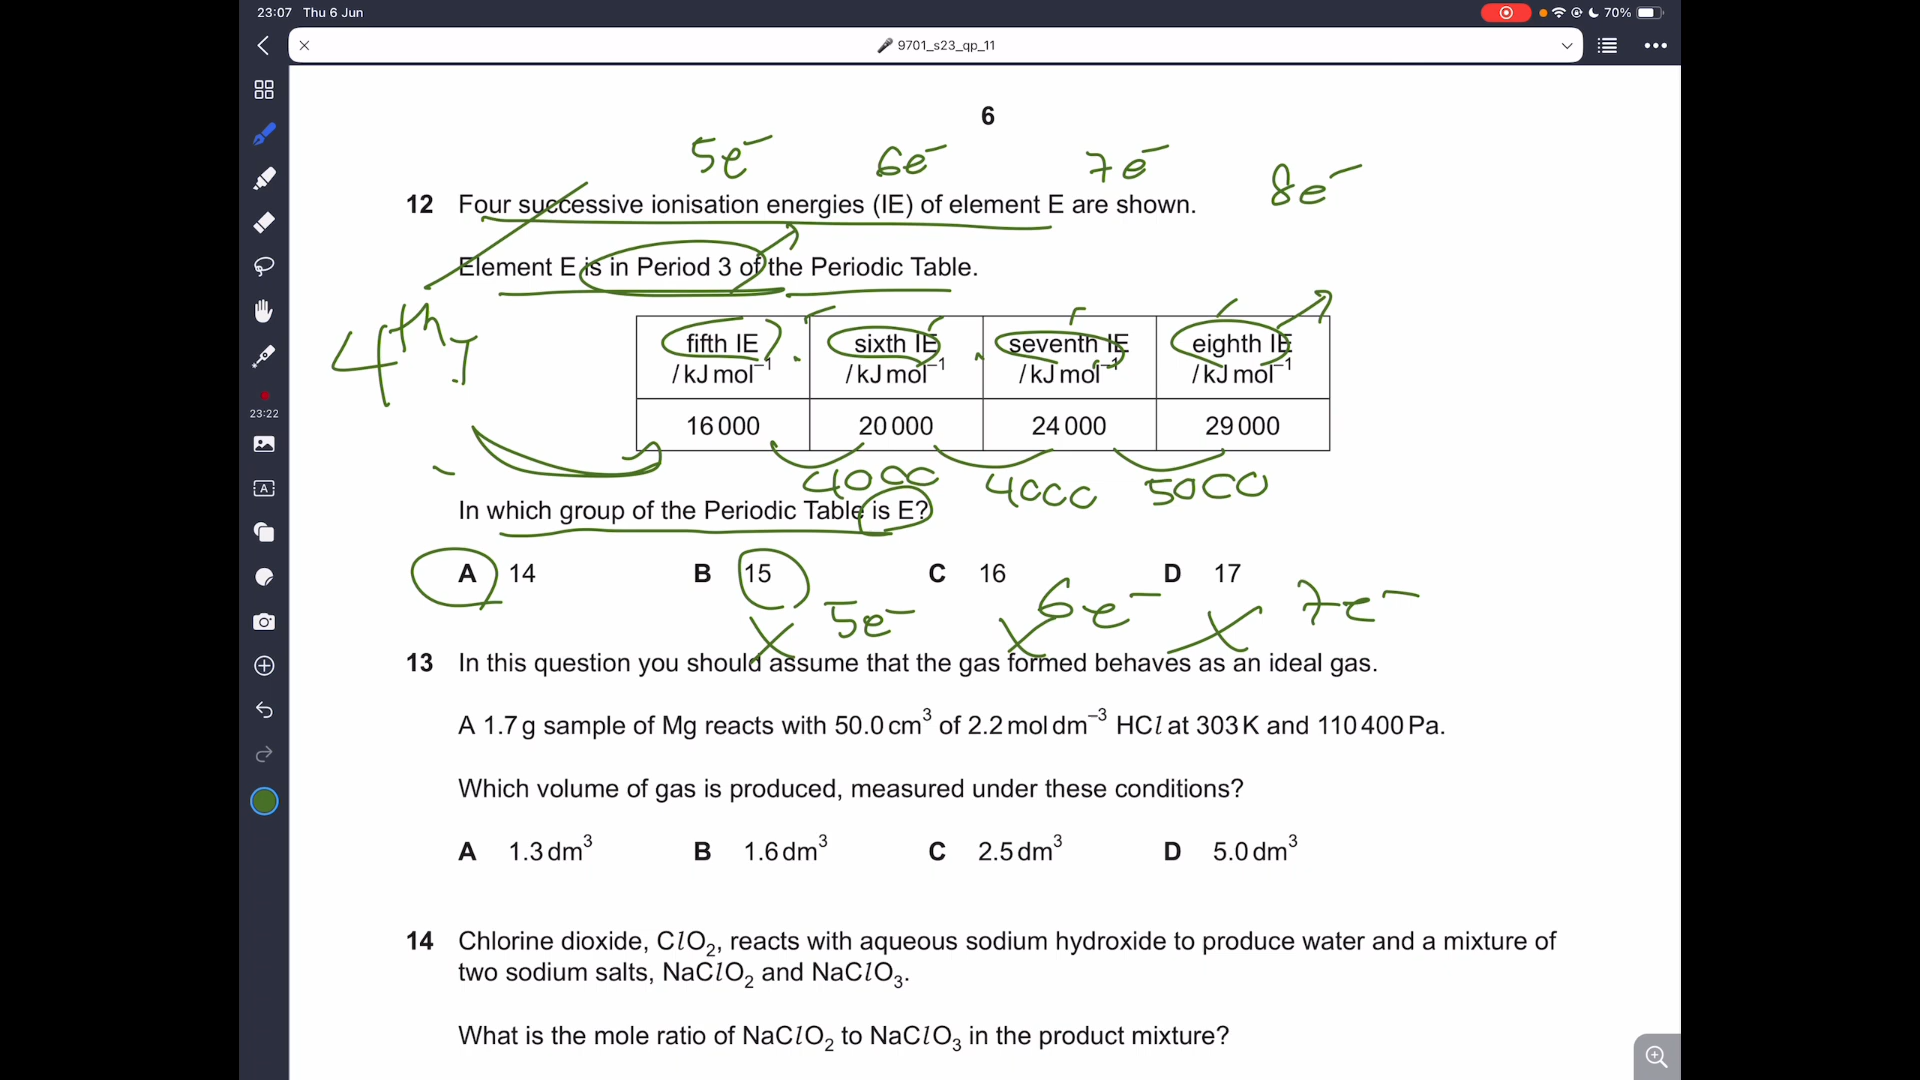 23:07 Thu 6 Jun
70%
9701_s23_qp_11
6
5e⁻ 6e⁻ 7e⁻ 8e⁻
12 Four successive ionisation energies (IE) of element E are shown.
Element E is in Period 3 of the Periodic Table.
4th
fifth IE / kJ mol⁻¹
sixth IE / kJ mol⁻¹
seventh IE / kJ mol⁻¹
eighth IE / kJ mol⁻¹
16 000 20 000 24 000 29 000
4000 4000 5000
In which group of the Periodic Table is E?
A 14 B 15 C 16 D 17
5e⁻ 6e⁻ 7e⁻
13 In this question you should assume that the gas formed behaves as an ideal gas.
A 1.7 g sample of Mg reacts with 50.0 cm³ of 2.2 mol dm⁻³ HCl at 303 K and 110 400 Pa.
Which volume of gas is produced, measured under these conditions?
A 1.3 dm³ B 1.6 dm³ C 2.5 dm³ D 5.0 dm³
14 Chlorine dioxide, ClO₂, reacts with aqueous sodium hydroxide to produce water and a mixture of
two sodium salts, NaClO₂ and NaClO₃.
What is the mole ratio of NaClO₂ to NaClO₃ in the product mixture?
23:22
A